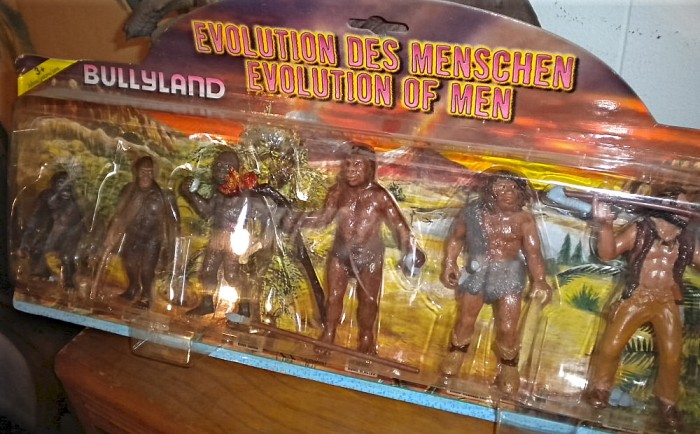 EVOLUTION DES MENSCHEN
EVOLUTION OF MEN
BULLYLAND